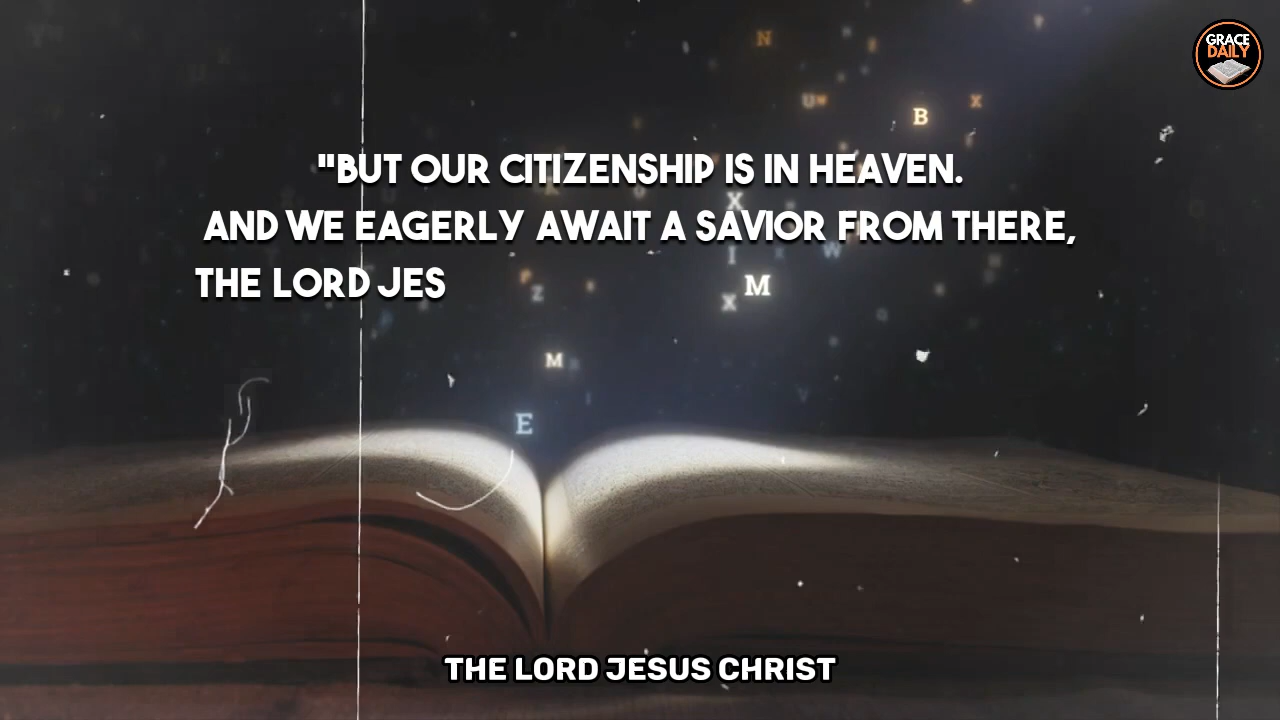 GRACE
DAILY
"BUT OUR CITIZENSHIP IS IN HEAVEN.
AND WE EAGERLY AWAIT A SAVIOR FROM THERE,
THE LORD JES
THE LORD JESUS CHRIST